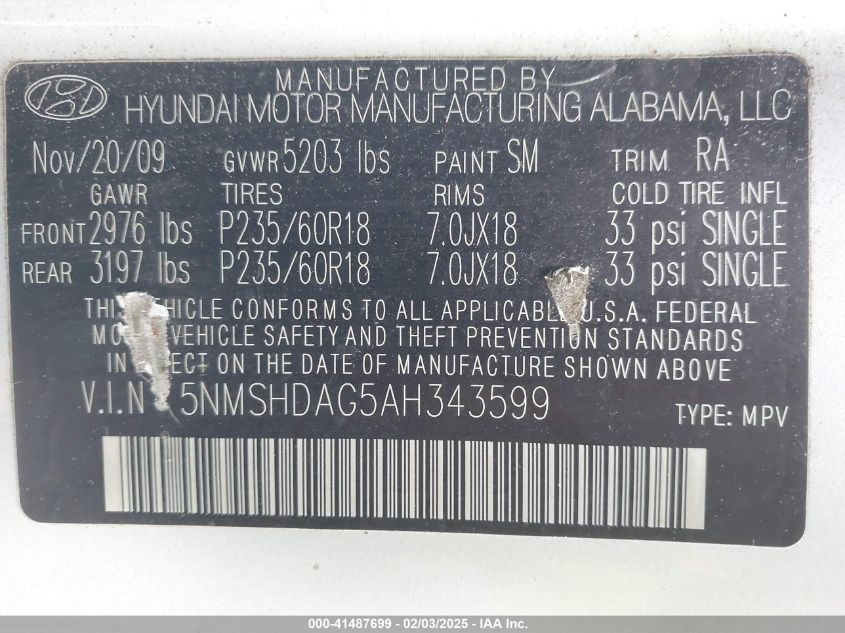 MANUFACTURED BY
HYUNDAI MOTOR MANUFACTURING ALABAMA, LLC
Nov/20/09 GVWR 5203 lbs PAINT SM TRIM RA
GAWR TIRES RIMS COLD TIRE INFL
FRONT 2976 lbs P235/60R18 7.0JX18 33 psi SINGLE
REAR 3197 lbs P235/60R18 7.0JX18 33 psi SINGLE
CONFORMS TO ALL U.S.A. FEDERAL
VEHICLE SAFETY AND THEFT PREVENTION STANDARDS
IN ON THE DATE OF MANUFACTURE SHOWN ABOVE.
V.I.N 5NMSHDAG5AH343599
TYPE: MPV
000-41487699 - 02/03/2025 - IAA Inc.